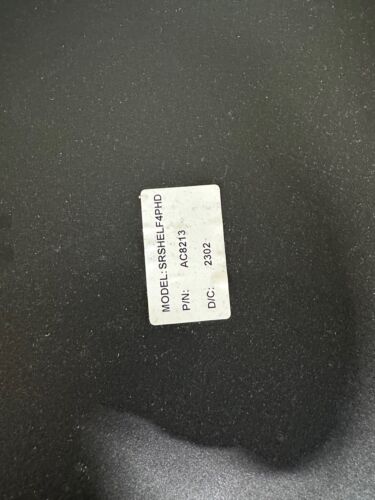 MODEL: SRSHELF4PHD
P/N: AC8213
D/C: 2302